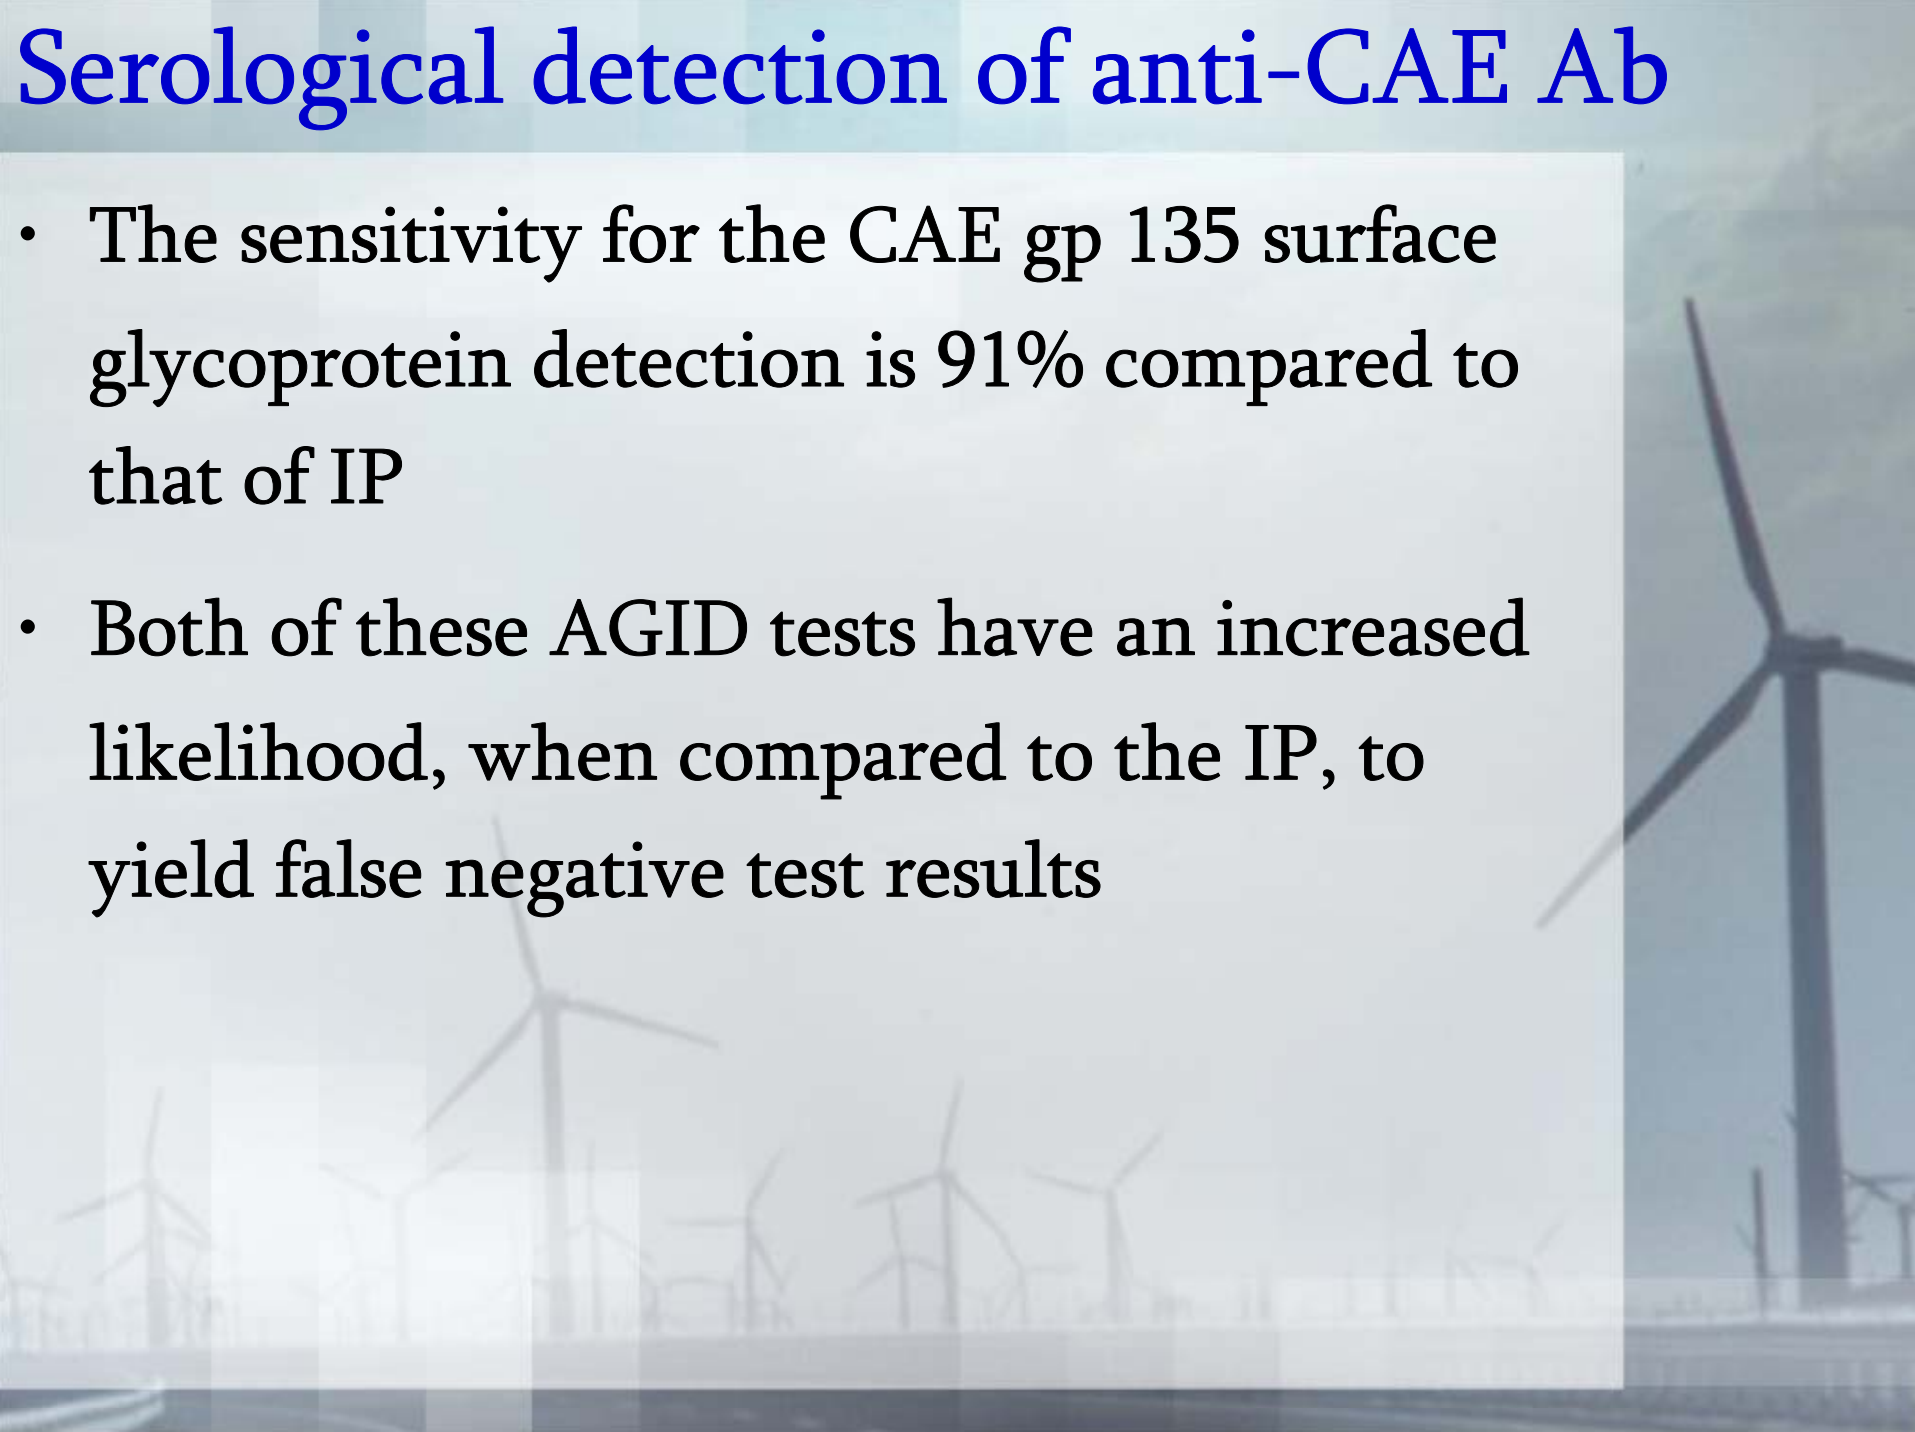 Serological detection of anti-CAE Ab
• The sensitivity for the CAE gp 135 surface
glycoprotein detection is 91% compared to
that of IP
• Both of these AGID tests have an increased
likelihood, when compared to the IP, to
yield false negative test results